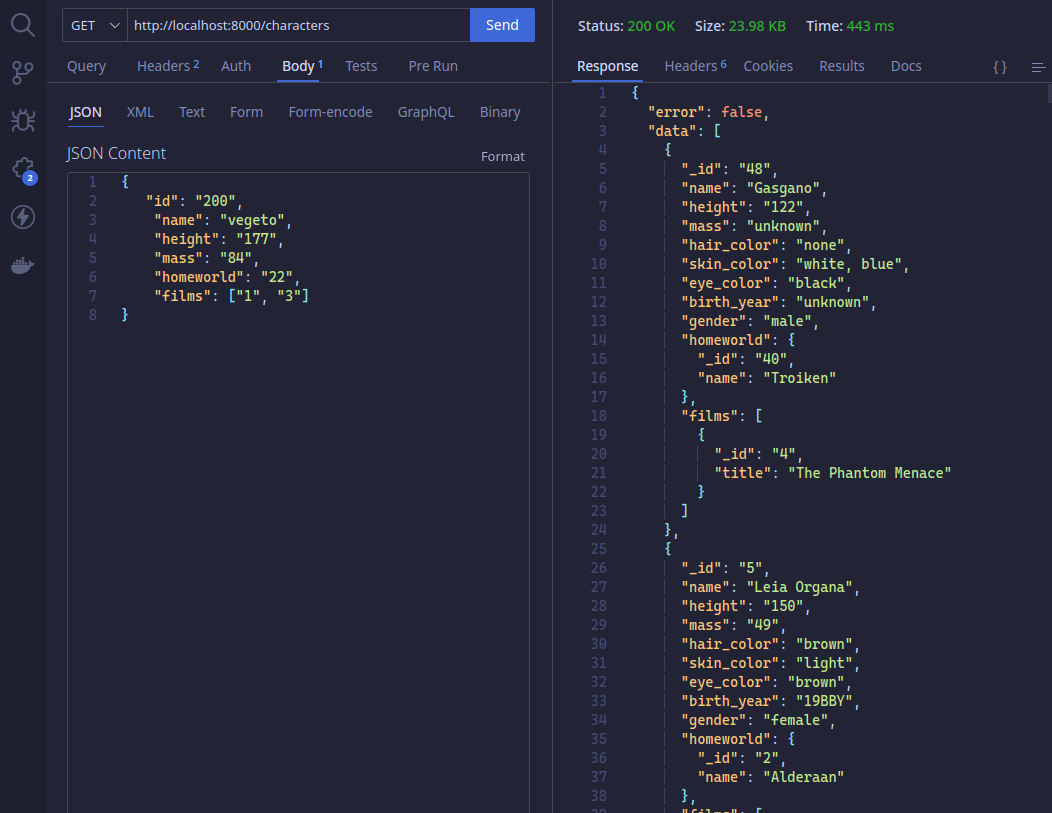 GET http://localhost:8000/characters Send
Query Headers 2 Auth Body 1 Tests Pre Run
JSON XML Text Form Form-encode GraphQL Binary
JSON Content Format
1 {
2 "id": "200",
3 "name": "vegeto",
4 "height": "177",
5 "mass": "84",
6 "homeworld": "22",
7 "films": ["1", "3"]
8 }
2
Status: 200 OK Size: 23.98 KB Time: 443 ms
Response Headers 6 Cookies Results Docs { }
1 {
2 "error": false,
3 "data": [
4 {
5 "_id": "48",
6 "name": "Gasgano",
7 "height": "122",
8 "mass": "unknown",
9 "hair_color": "none",
10 "skin_color": "white, blue",
11 "eye_color": "black",
12 "birth_year": "unknown",
13 "gender": "male",
14 "homeworld": {
15 "_id": "40",
16 "name": "Troiken"
17 },
18 "films": [
19 {
20 "_id": "4",
21 "title": "The Phantom Menace"
22 }
23 ]
24 },
25 {
26 "_id": "5",
27 "name": "Leia Organa",
28 "height": "150",
29 "mass": "49",
30 "hair_color": "brown",
31 "skin_color": "light",
32 "eye_color": "brown",
33 "birth_year": "19BBY",
34 "gender": "female",
35 "homeworld": {
36 "_id": "2",
37 "name": "Alderaan"
38 },
39 "films": [